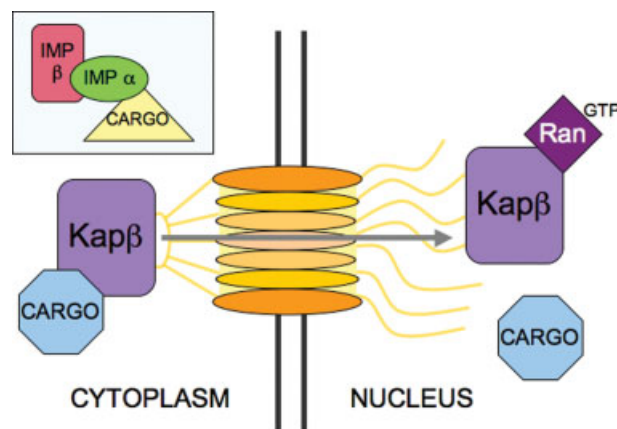 IMP
β
IMP α
CARGO
GTP
Ran
Kapβ
Kapβ
CARGO
CARGO
CYTOPLASM
NUCLEUS